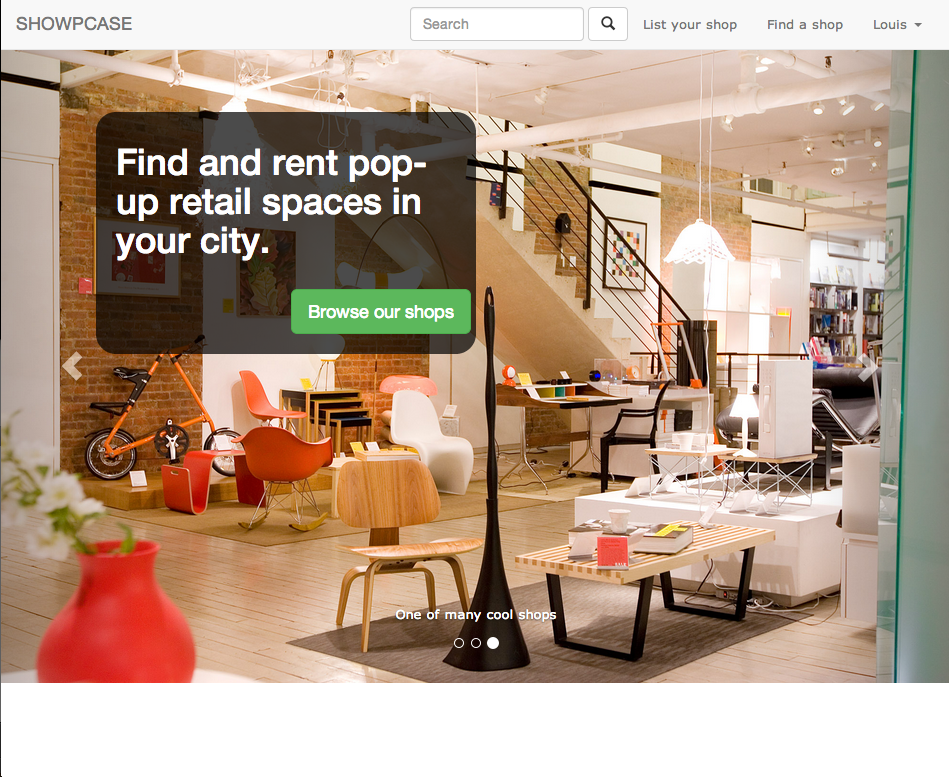 SHOWPCASE
Search
List your shop
Find a shop
Louis
Find and rent pop-
up retail spaces in
your city.
Browse our shops
One of many cool shops
SALE